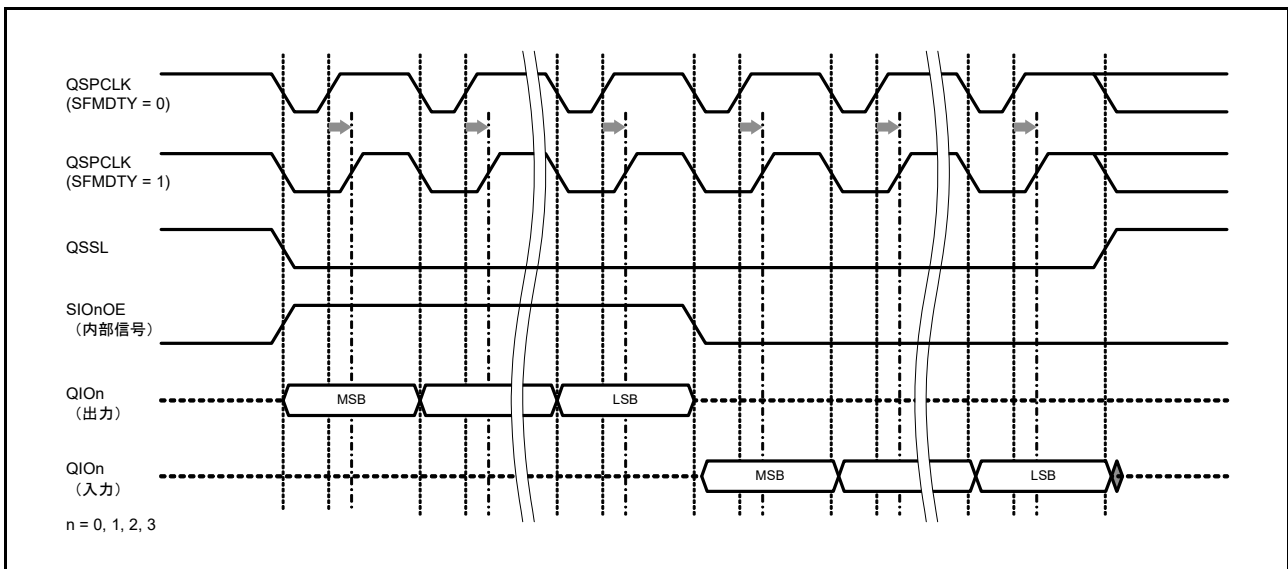 QSPCLK
(SFMDTY = 0)
QSPCLK
(SFMDTY = 1)
QSSL
SIOnOE
（内部信号）
QIOn
（出力）
MSB
LSB
QIOn
（入力）
MSB
LSB
n = 0, 1, 2, 3